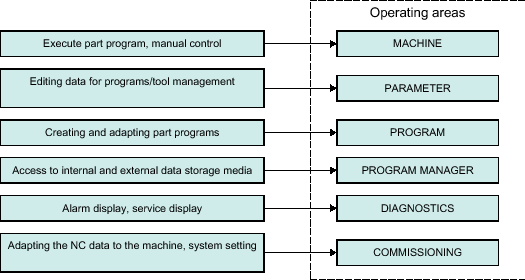 Operating areas
Execute part program, manual control
MACHINE
Editing data for programs/tool management
PARAMETER
Creating and adapting part programs
PROGRAM
Access to internal and external data storage media
PROGRAM MANAGER
Alarm display, service display
DIAGNOSTICS
Adapting the NC data to the machine, system setting
COMMISSIONING